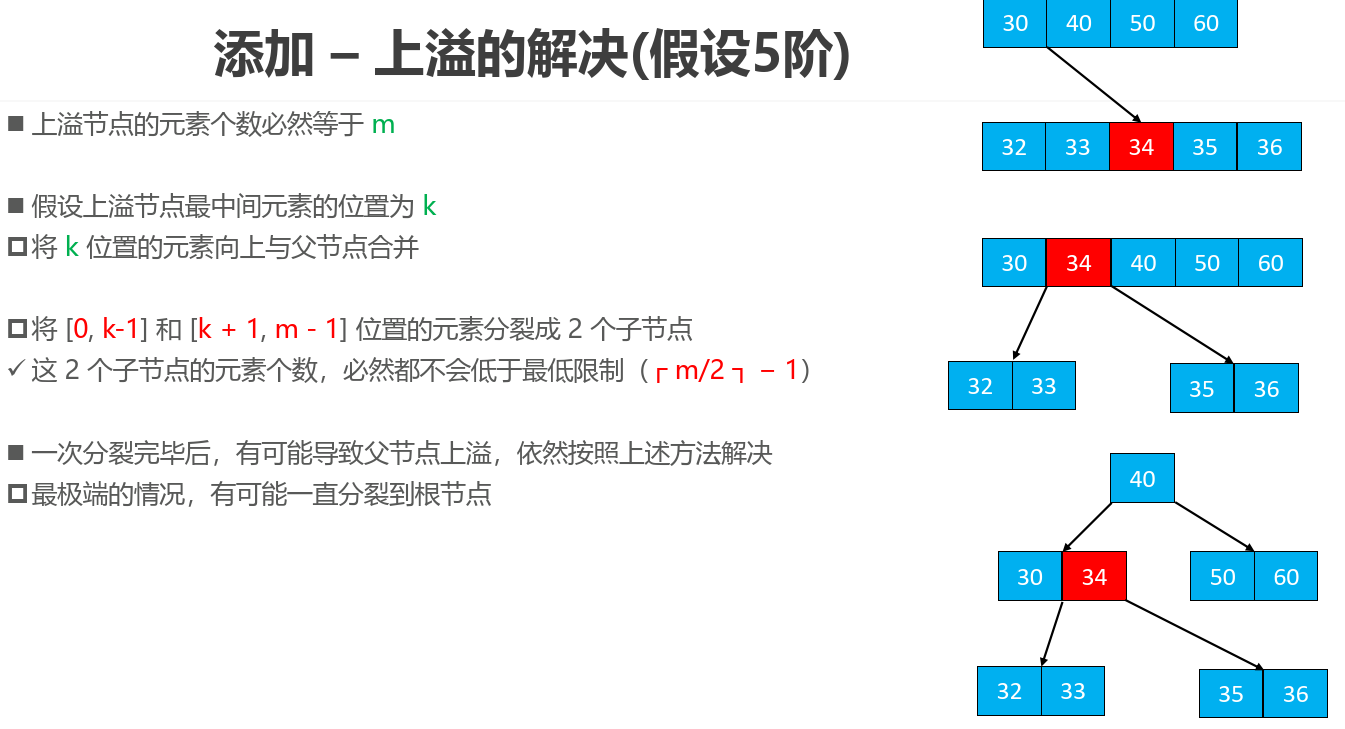 添加 – 上溢的解决(假设5阶)
上溢节点的元素个数必然等于 m
假设上溢节点最中间元素的位置为 k
将 k 位置的元素向上与父节点合并
将 [0, k-1] 和 [k + 1, m - 1] 位置的元素分裂成 2 个子节点
✓ 这 2 个子节点的元素个数，必然都不会低于最低限制（┌ m/2 ┐ − 1）
一次分裂完毕后，有可能导致父节点上溢，依然按照上述方法解决
最极端的情况，有可能一直分裂到根节点
30 40 50 60
32 33 34 35 36
30 34 40 50 60
32 33
35 36
40
30 34
50 60
32 33
35 36